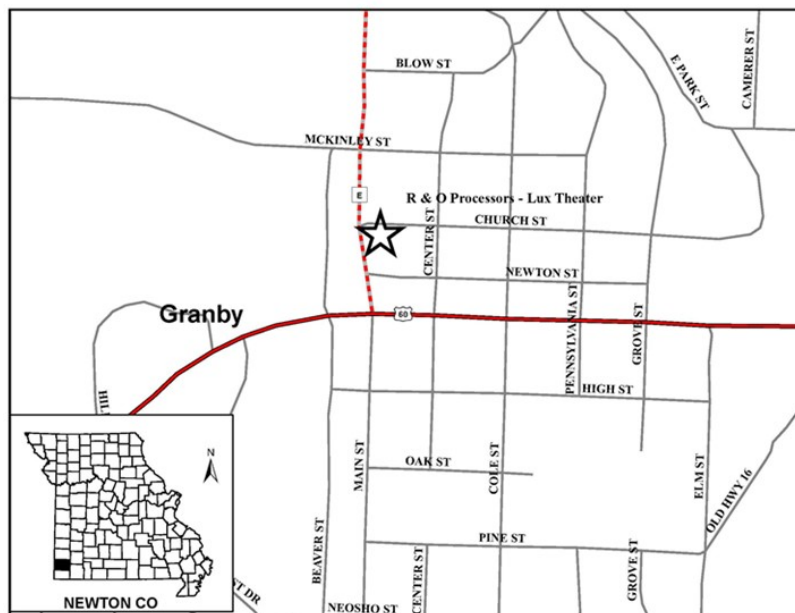 BLOW ST
E PARK ST
CAMERER ST
MCKINLEY ST
E
R & O Processors - Lux Theater
CHURCH ST
CENTER ST
NEWTON ST
Granby
60
PENNSYLVANIA ST
GROVE ST
HIGH ST
MAIN ST
OAK ST
COLE ST
ELM ST
OLD HWY 16
BEAVER ST
PINE ST
CENTER ST
GROVE ST
NEOSHO ST
N
NEWTON CO
ST DR